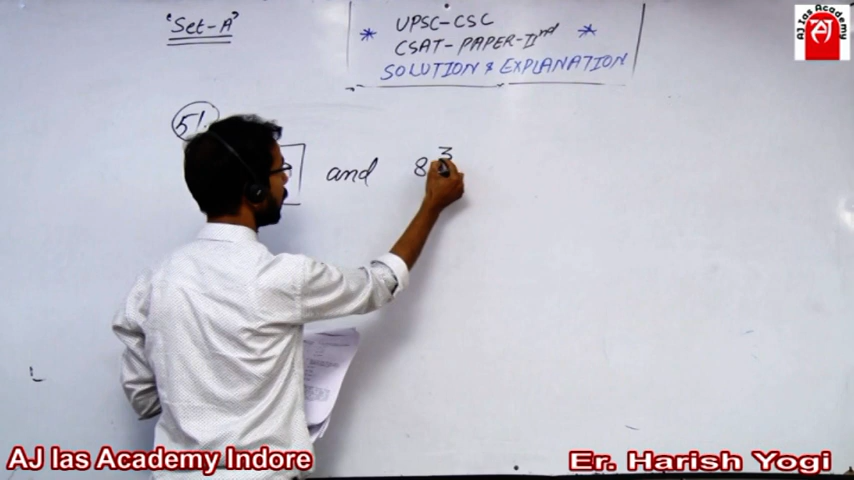 'Set-A'
* UPSC-CSC *
CSAT-PAPER-IInd
SOLUTION & EXPLANATION
AJ Ias Academy
AJ
51.
and 8 3
AJ Ias Academy Indore
Er. Harish Yogi